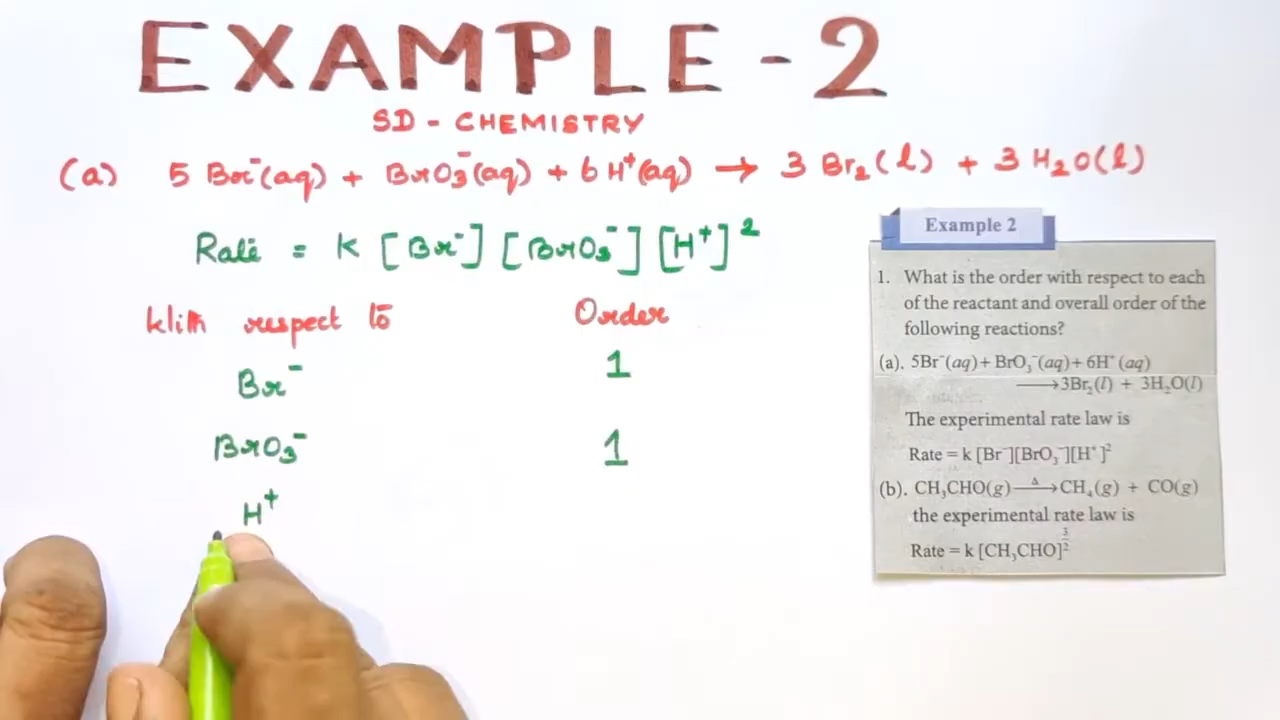 EXAMPLE - 2
SD - CHEMISTRY
(a) 5 Br⁻(aq) + BrO₃⁻(aq) + 6 H⁺(aq) → 3 Br₂(l) + 3 H₂O(l)
Rate = k [Br⁻] [BrO₃⁻] [H⁺]²
With respect to Order
Br⁻ 1
BrO₃⁻ 1
H⁺
Example 2
1. What is the order with respect to each
of the reactant and overall order of the
following reactions?
(a). 5Br⁻(aq) + BrO₃⁻(aq) + 6H⁺(aq)
⟶3Br₂(l) + 3H₂O(l)
The experimental rate law is
Rate = k [Br⁻][BrO₃⁻][H⁺]²
(b). CH₃CHO(g) —Δ→ CH₄(g) + CO(g)
the experimental rate law is
Rate = k [CH₃CHO]^(3/2)